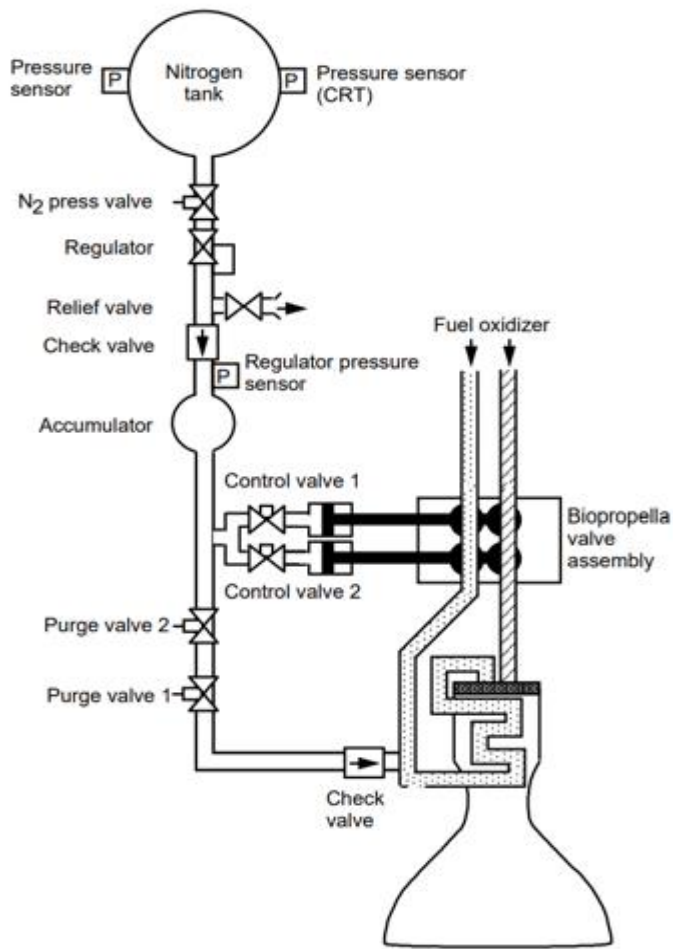 Pressure
sensor
P
Nitrogen
tank
P
Pressure sensor
(CRT)
N2 press valve
Regulator
Relief valve
Check valve
P
Regulator pressure
sensor
Accumulator
Fuel oxidizer
Control valve 1
Control valve 2
Biopropella
valve
assembly
Purge valve 2
Purge valve 1
Check
valve